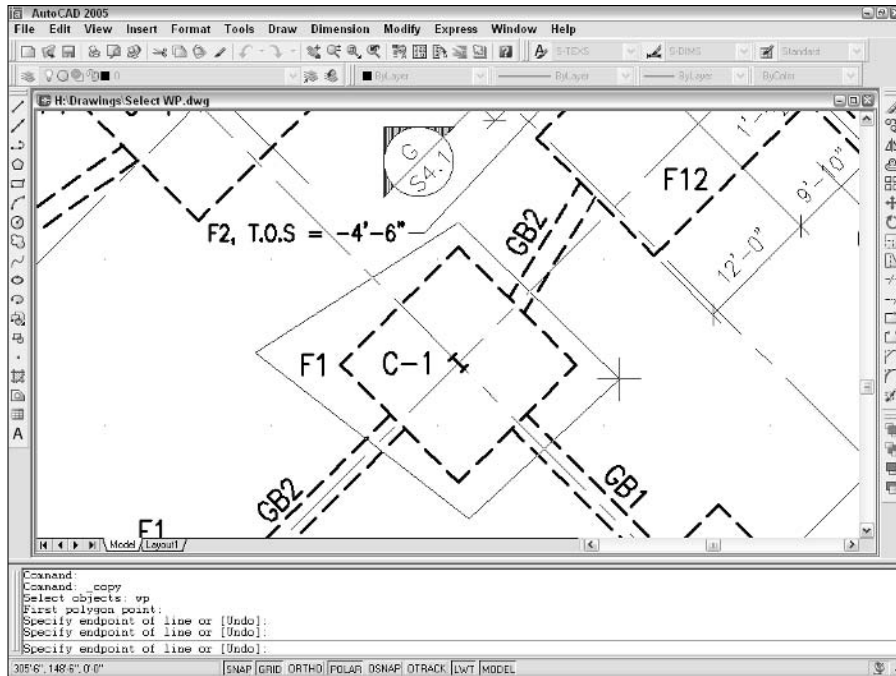 AutoCAD 2005
File Edit View Insert Format Tools Draw Dimension Modify Express Window Help
S-TEXS S-DIMS Standard
0 ByLayer ByLayer ByLayer ByColor
H:\Drawings\Select WP.dwg
G
S4.1
F12
1'-
9'-10"
12'-0"
F2, T.O.S = -4'-6"
GB2
F1
C-1
GB2
GB1
F1
Model Layout1
Command:
Command: _copy
Select objects: wp
First polygon point:
Specify endpoint of line or [Undo]:
Specify endpoint of line or [Undo]:
Specify endpoint of line or [Undo]:
305'6", 148'6", 0'0" SNAP GRID ORTHO POLAR OSNAP OTRACK LWT MODEL
A